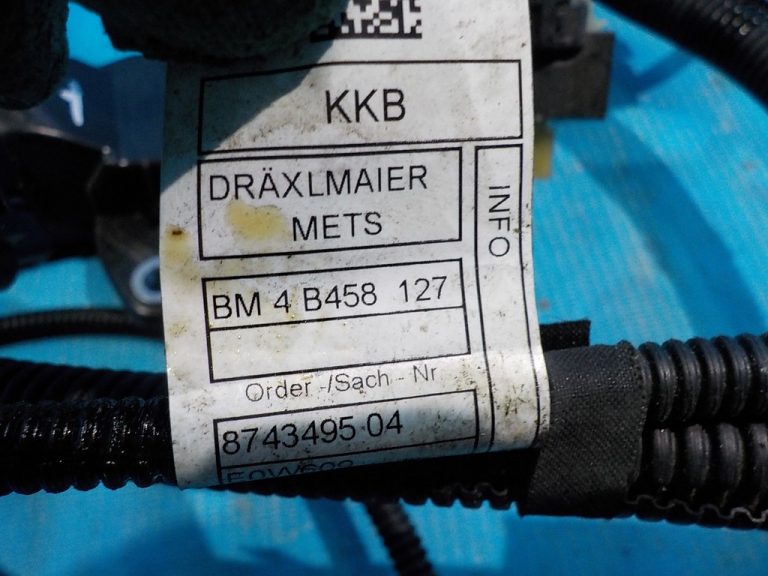 KKB
DRÄXLMAIER
METS
INFO
BM 4 B458 127
Order -/Sach - Nr
8743495 04